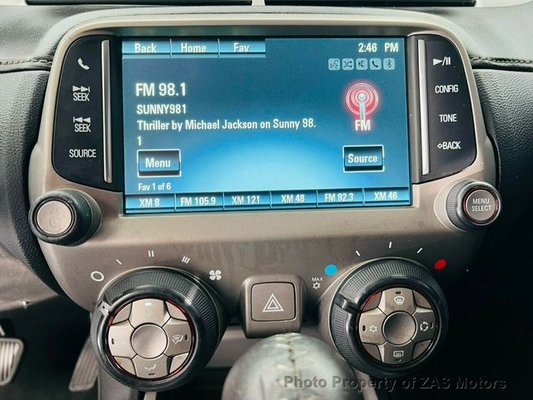 Back Home Fav. 2:46 PM
FM 98.1
SUNNY981
Thriller by Michael Jackson on Sunny 98.
1
FM
Menu
Source
Fav 1 of 6
XM 8 FM 105.9 XM 121 XM 48 FM 92.3 XM 46
SEEK
SEEK
SOURCE
CONFIG
TONE
BACK
MENU
SELECT
MAX
Photo Property of ZAS Motors